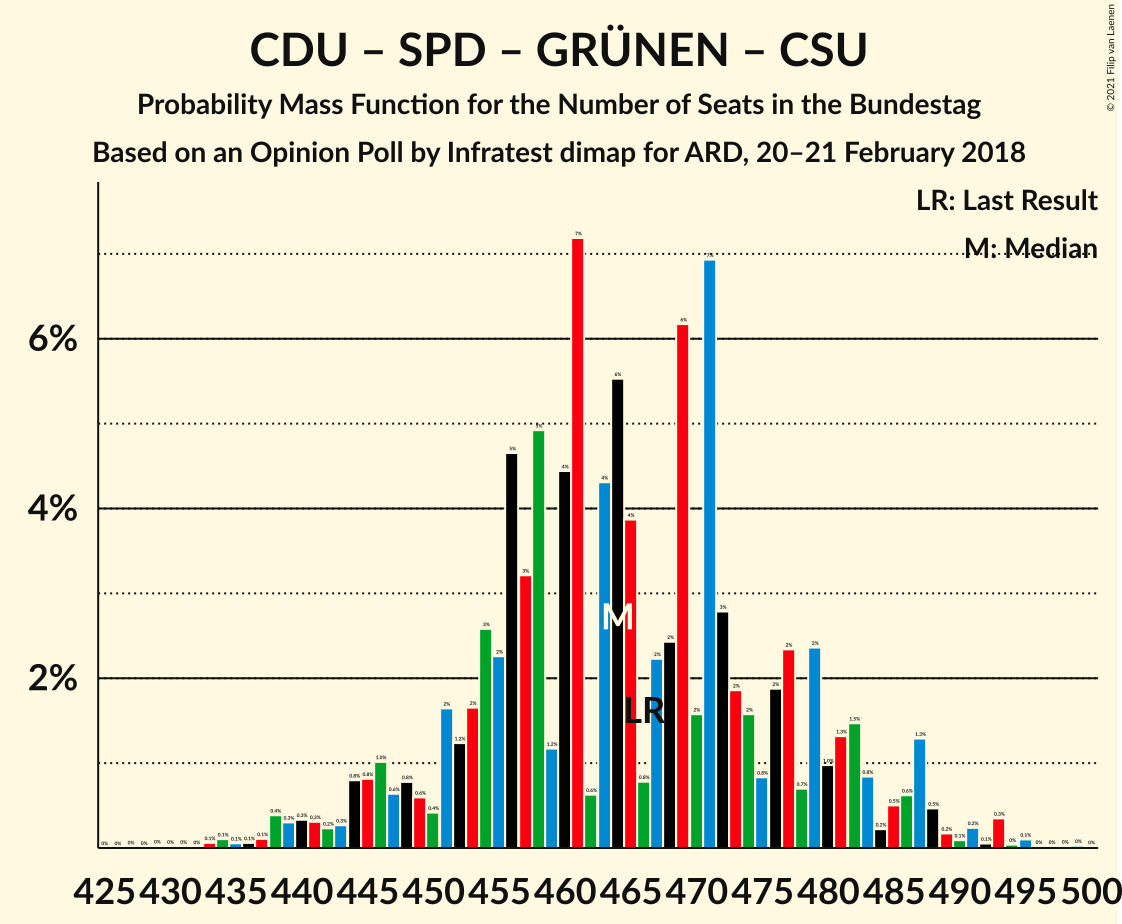 CDU – SPD – GRÜNEN – CSU
Probability Mass Function for the Number of Seats in the Bundestag
Based on an Opinion Poll by Infratest dimap for ARD, 20–21 February 2018
© 2021 Filip van Laenen
LR: Last Result
M: Median
6%
4%
2%
M
LR
425 430 435 440 445 450 455 460 465 470 475 480 485 490 495 500